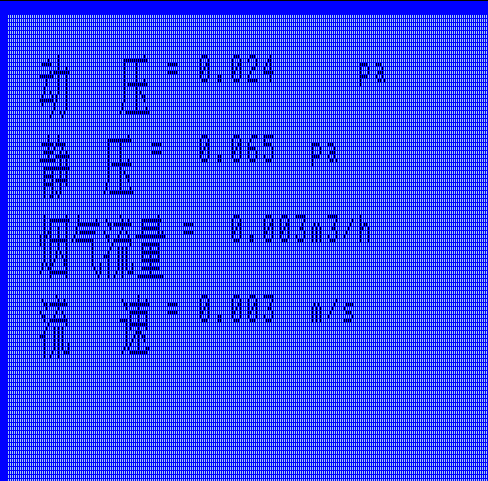 动 压 = 0.024 pa
静 压 = 0.065 pa
烟气流量 = 0.003m3/h
流 速 = 0.003 m/s